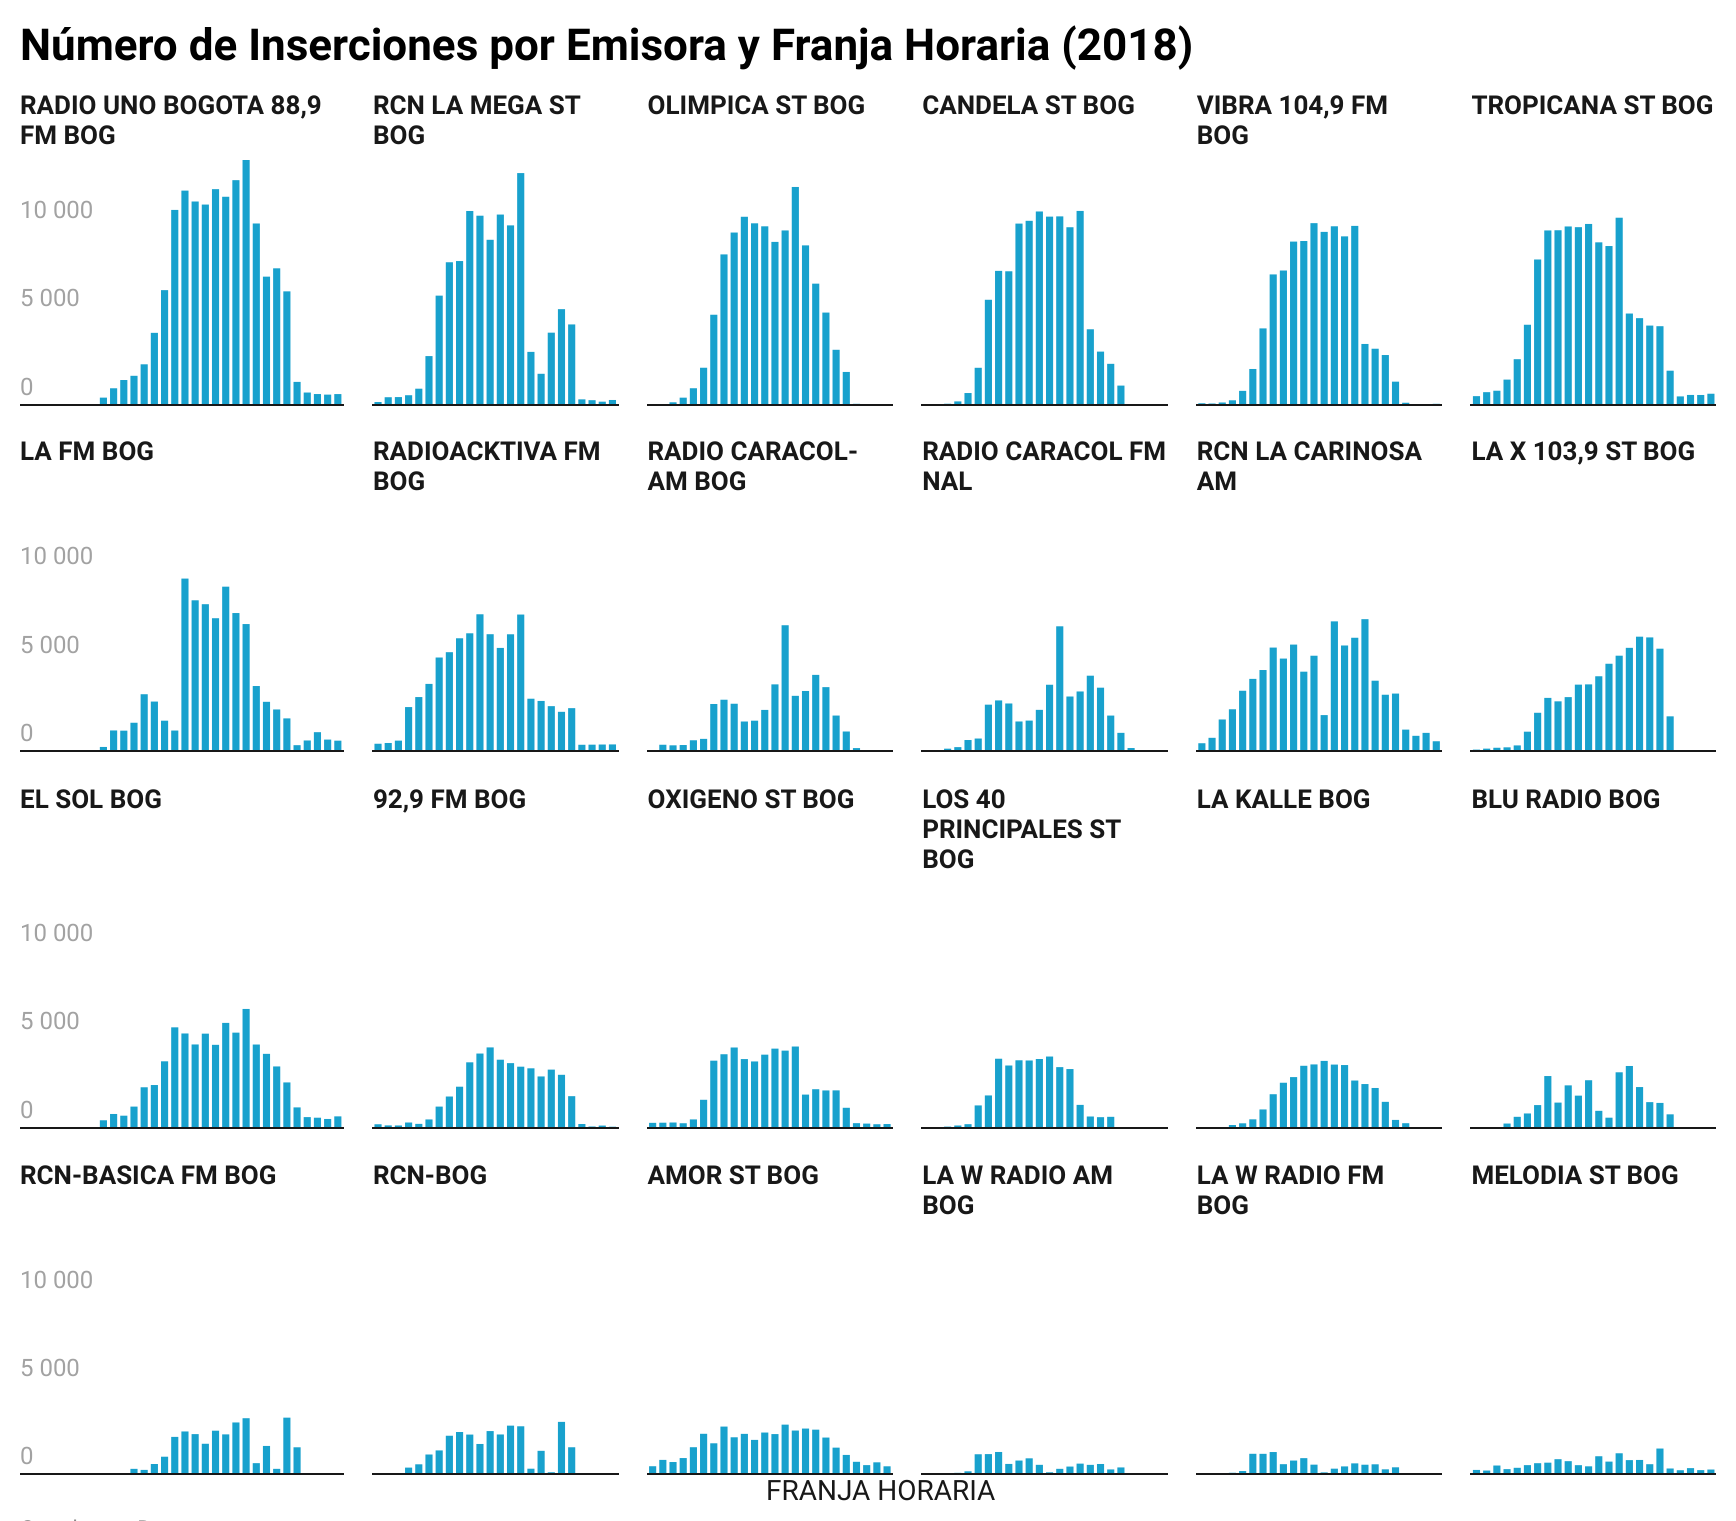 Número de Inserciones por Emisora y Franja Horaria (2018)
RADIO UNO BOGOTA 88,9
FM BOG
RCN LA MEGA ST
BOG
OLIMPICA ST BOG
CANDELA ST BOG
VIBRA 104,9 FM
BOG
TROPICANA ST BOG
10 000
5 000
0
LA FM BOG
RADIOACKTIVA FM
BOG
RADIO CARACOL-
AM BOG
RADIO CARACOL FM
NAL
RCN LA CARINOSA
AM
LA X 103,9 ST BOG
10 000
5 000
0
EL SOL BOG
92,9 FM BOG
OXIGENO ST BOG
LOS 40
PRINCIPALES ST
BOG
LA KALLE BOG
BLU RADIO BOG
10 000
5 000
0
RCN-BASICA FM BOG
RCN-BOG
AMOR ST BOG
LA W RADIO AM
BOG
LA W RADIO FM
BOG
MELODIA ST BOG
10 000
5 000
0
FRANJA HORARIA